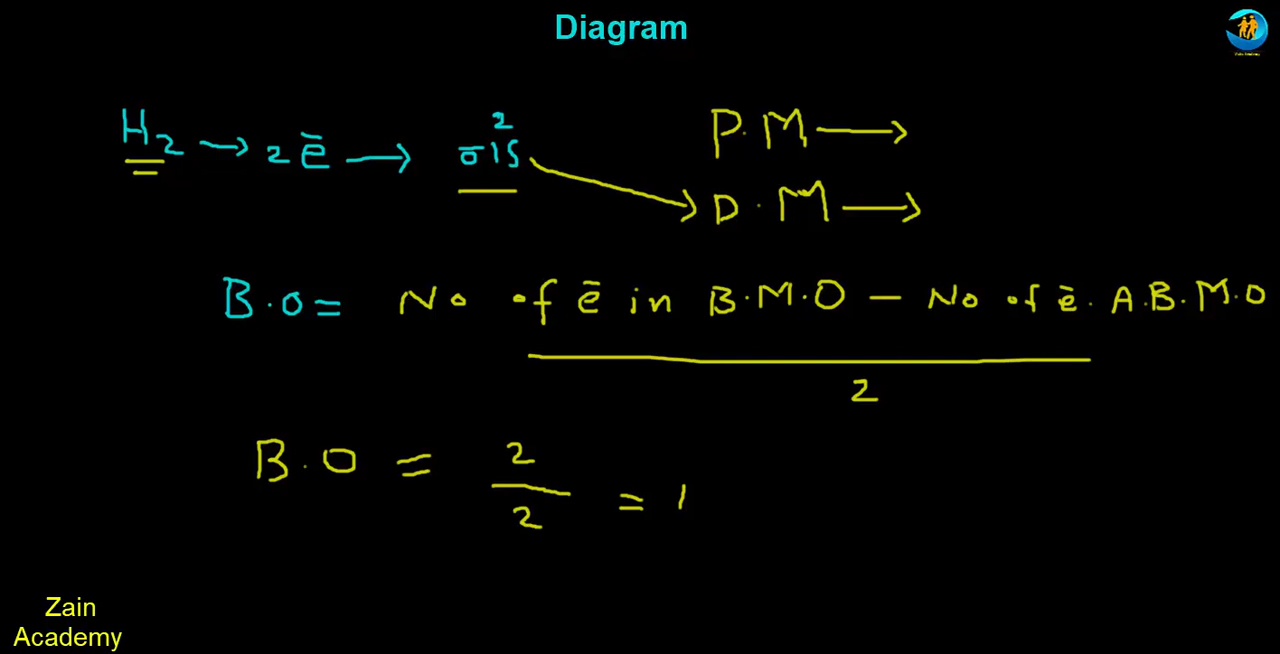 Diagram
H2 → 2ē → σ1s² P.M →
D.M →
B.O = No of ē in B.M.O – No of ē. A.B.M.O
2
B.O = 2/2 = 1
Zain
Academy